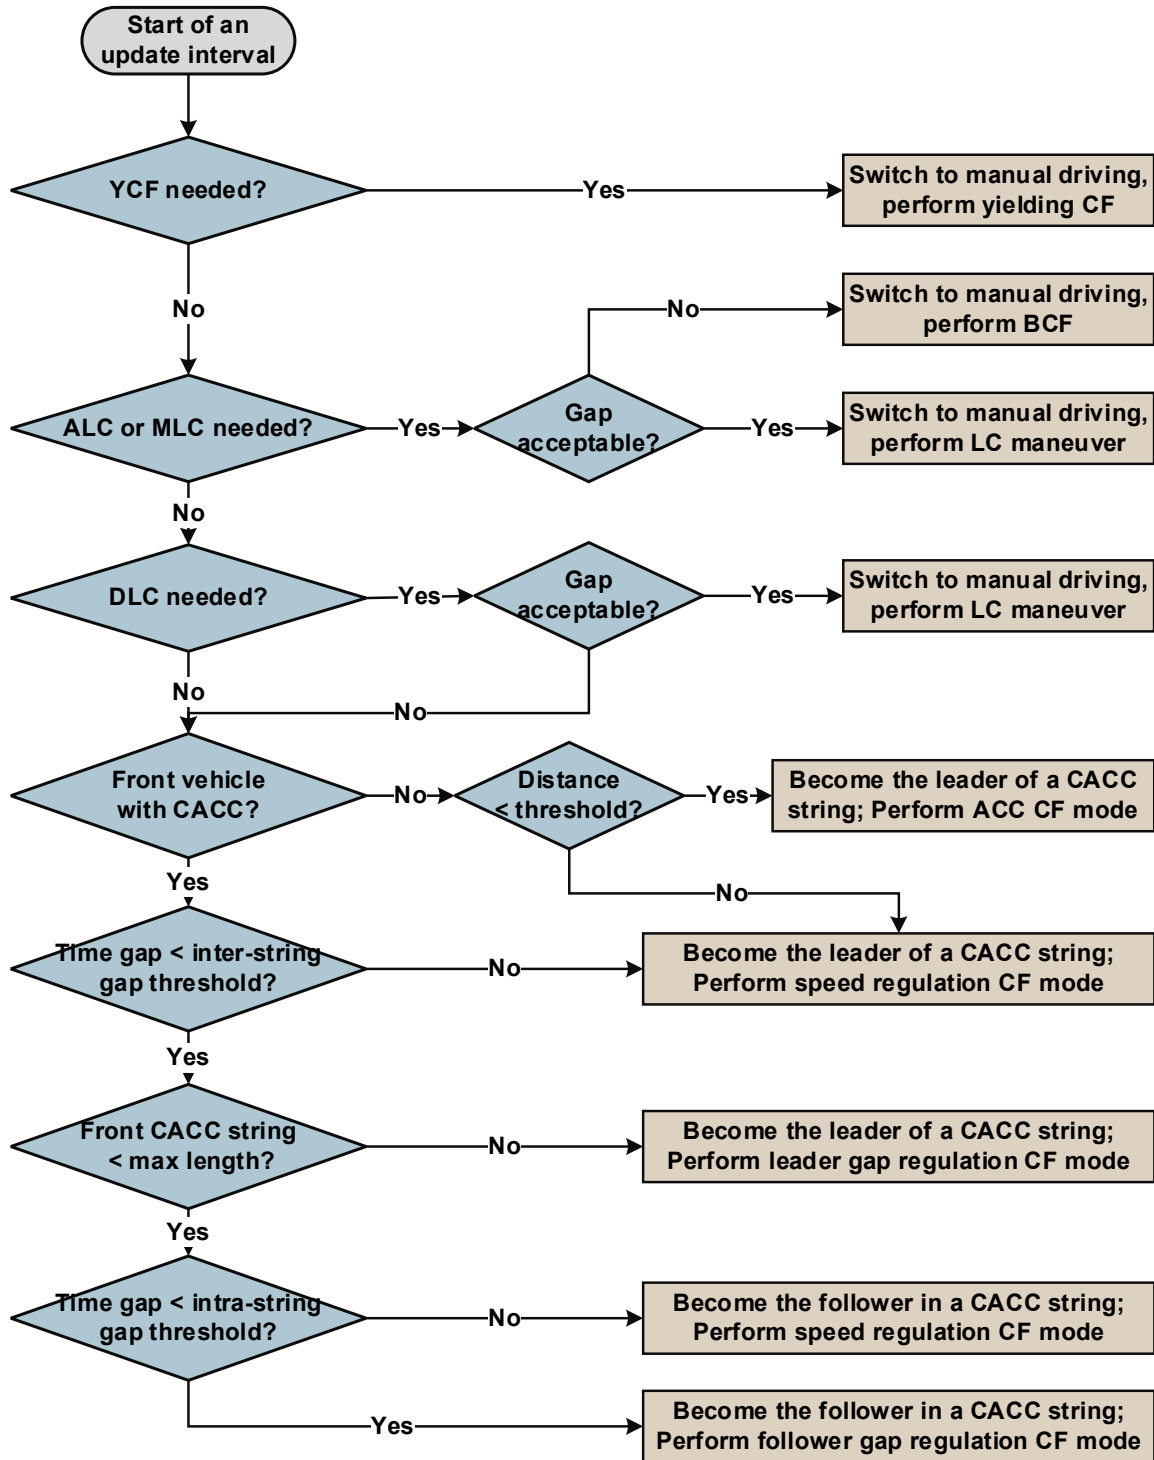 Start of an
update interval
YCF needed?
Yes
Switch to manual driving,
perform yielding CF
No
Switch to manual driving,
perform BCF
No
ALC or MLC needed?
Yes
Gap
acceptable?
Yes
Switch to manual driving,
perform LC maneuver
No
DLC needed?
Yes
Gap
acceptable?
Yes
Switch to manual driving,
perform LC maneuver
No
No
Front vehicle
with CACC?
No
Distance
< threshold?
Yes
Become the leader of a CACC
string; Perform ACC CF mode
Yes
No
Time gap < inter-string
gap threshold?
No
Become the leader of a CACC string;
Perform speed regulation CF mode
Yes
Front CACC string
< max length?
No
Become the leader of a CACC string;
Perform leader gap regulation CF mode
Yes
Time gap < intra-string
gap threshold?
No
Become the follower in a CACC string;
Perform speed regulation CF mode
Yes
Become the follower in a CACC string;
Perform follower gap regulation CF mode